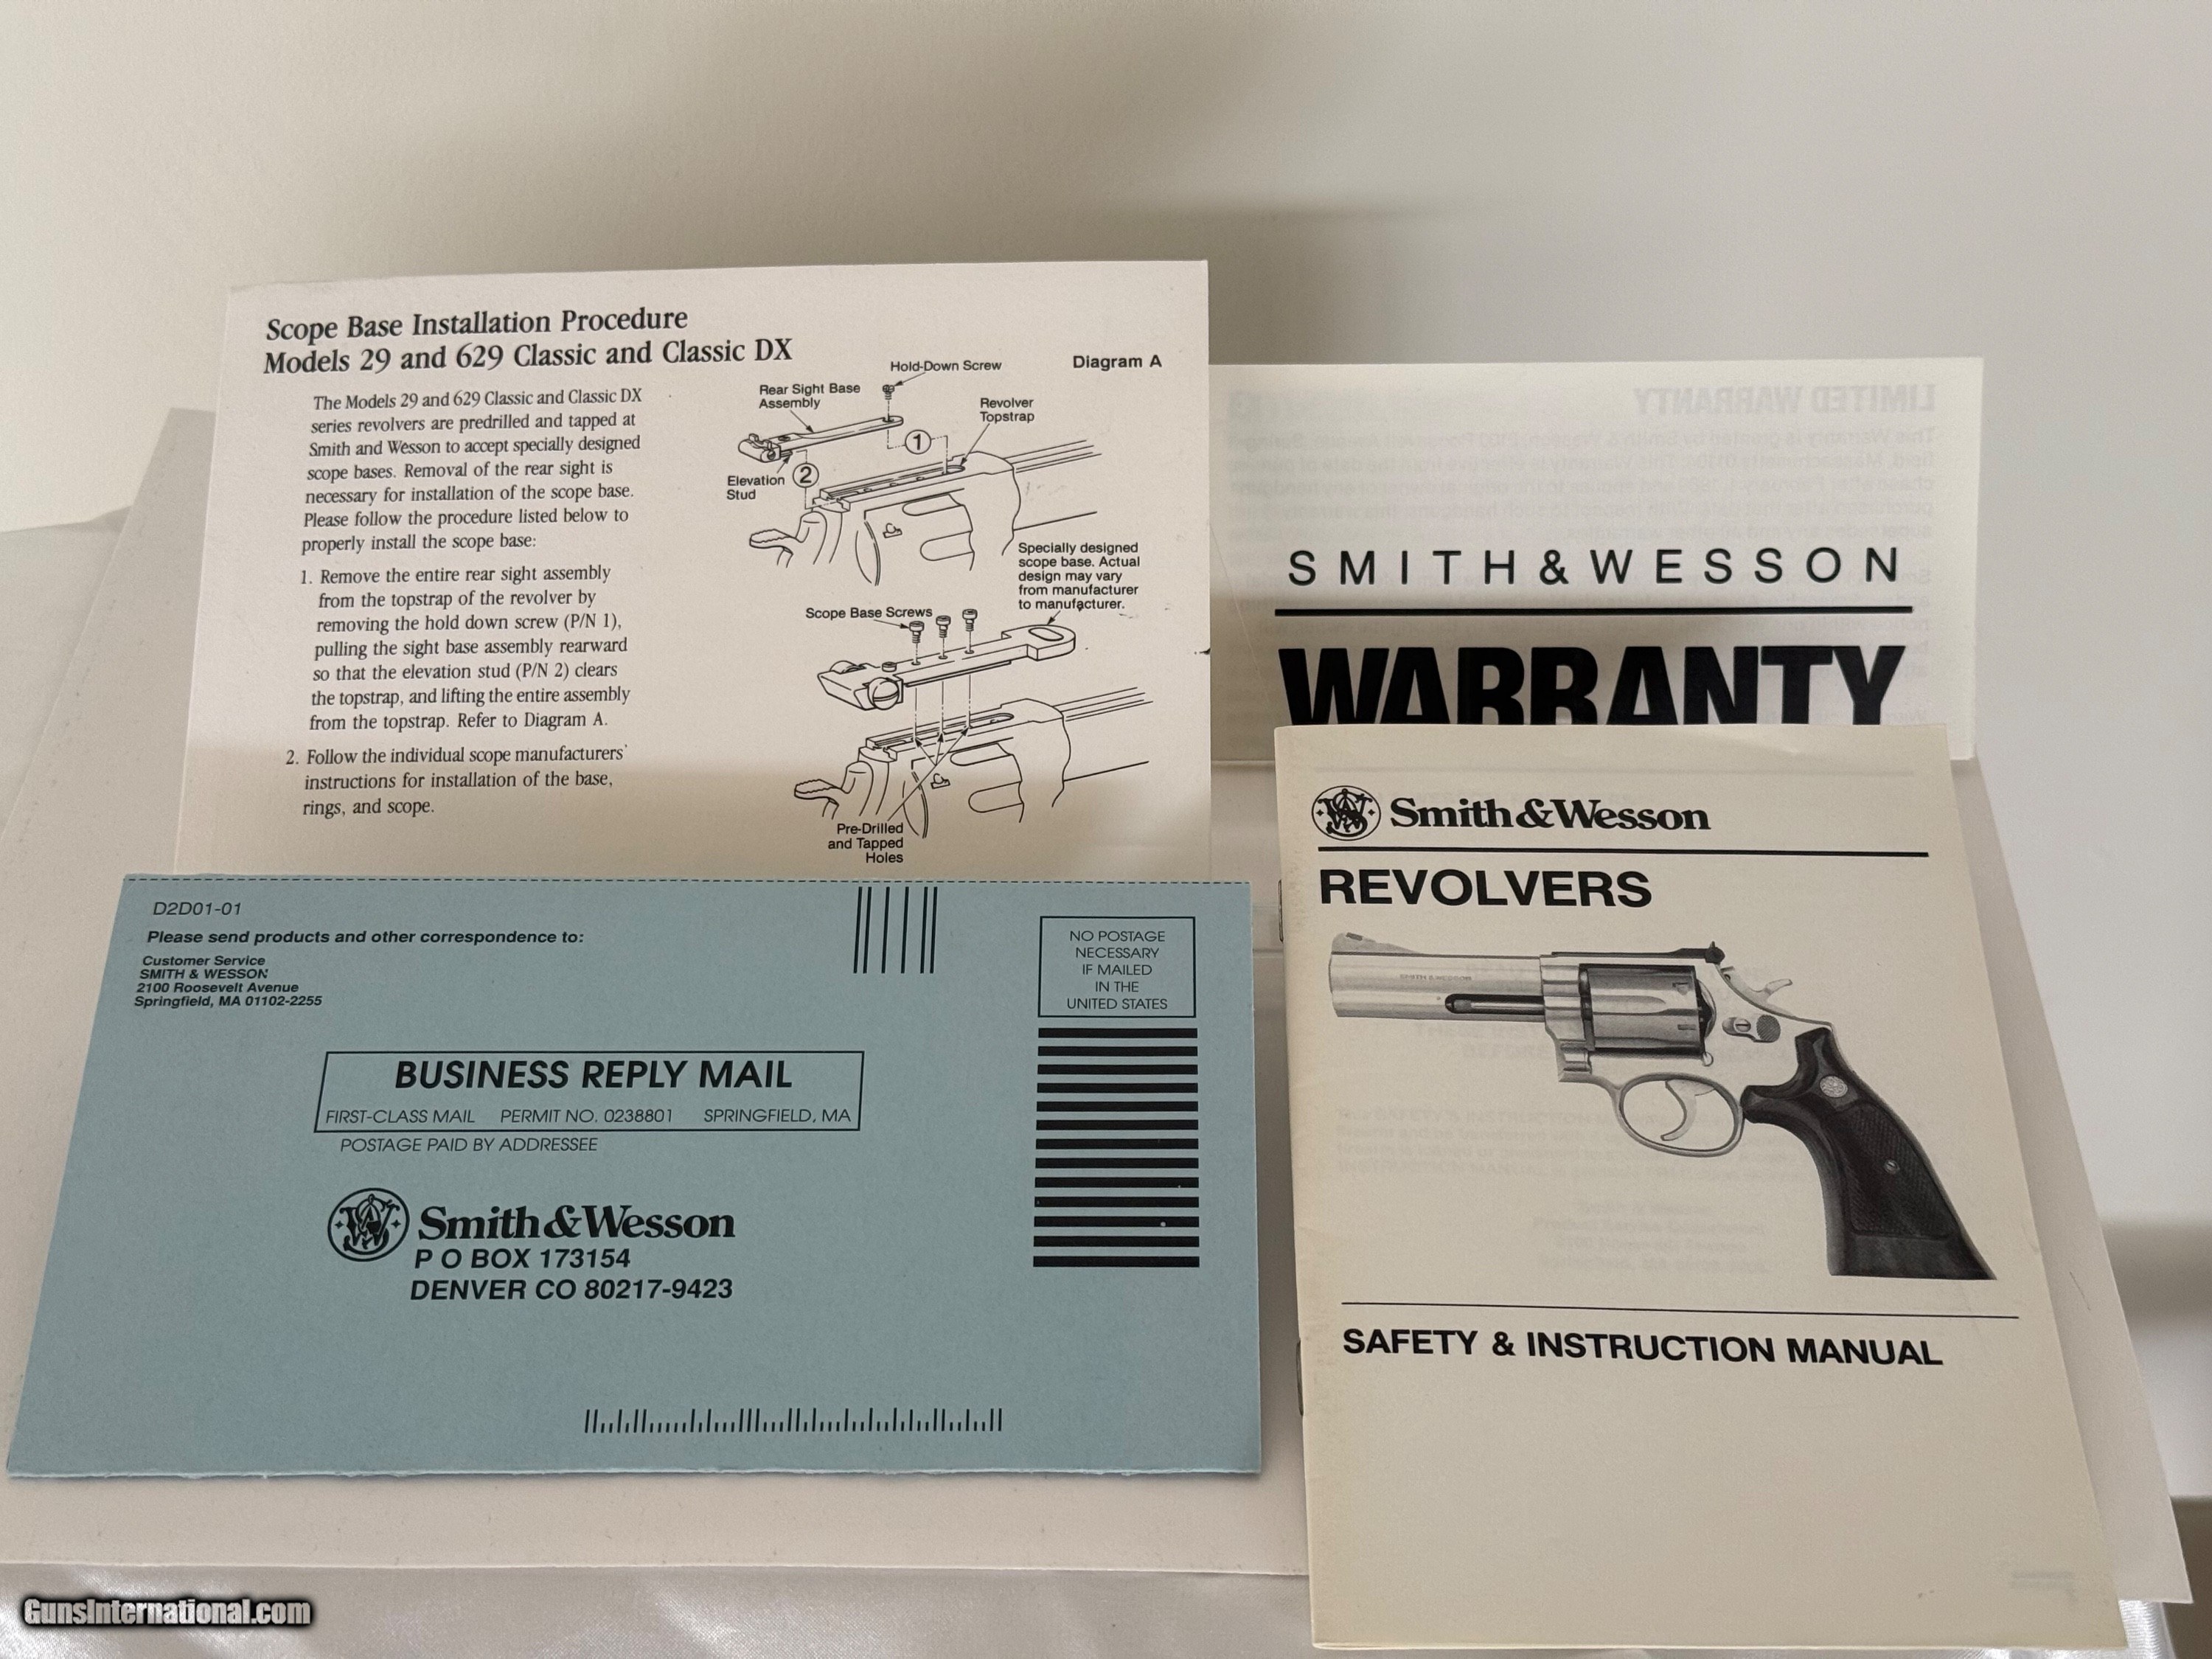 Scope Base Installation Procedure
Models 29 and 629 Classic and Classic DX
The Models 29 and 629 Classic and Classic DX
series revolvers are predrilled and tapped at
Smith and Wesson to accept specially designed
scope bases. Removal of the rear sight is
necessary for installation of the scope base.
Please follow the procedure listed below to
properly install the scope base:
1. Remove the entire rear sight assembly
from the topstrap of the revolver by
removing the hold down screw (P/N 1),
pulling the sight base assembly rearward
so that the elevation stud (P/N 2) clears
the topstrap, and lifting the entire assembly
from the topstrap. Refer to Diagram A.
2. Follow the individual scope manufacturers'
instructions for installation of the base,
rings, and scope.
Diagram A
Hold-Down Screw
Rear Sight Base
Assembly
Revolver
Topstrap
1
Elevation
Stud
2
Specially designed
scope base. Actual
design may vary
from manufacturer
to manufacturer.
Scope Base Screws
Pre-Drilled
and Tapped
Holes
LIMITED WARRANTY
SMITH & WESSON
WARRANTY
D2D01-01
Please send products and other correspondence to:
Customer Service
SMITH & WESSON
2100 Roosevelt Avenue
Springfield, MA 01102-2255
NO POSTAGE
NECESSARY
IF MAILED
IN THE
UNITED STATES
BUSINESS REPLY MAIL
FIRST-CLASS MAIL PERMIT NO. 0238801 SPRINGFIELD, MA
POSTAGE PAID BY ADDRESSEE
Smith & Wesson
P O BOX 173154
DENVER CO 80217-9423
Smith & Wesson
REVOLVERS
SMITH & WESSON
SAFETY & INSTRUCTION MANUAL
GunsInternational.com